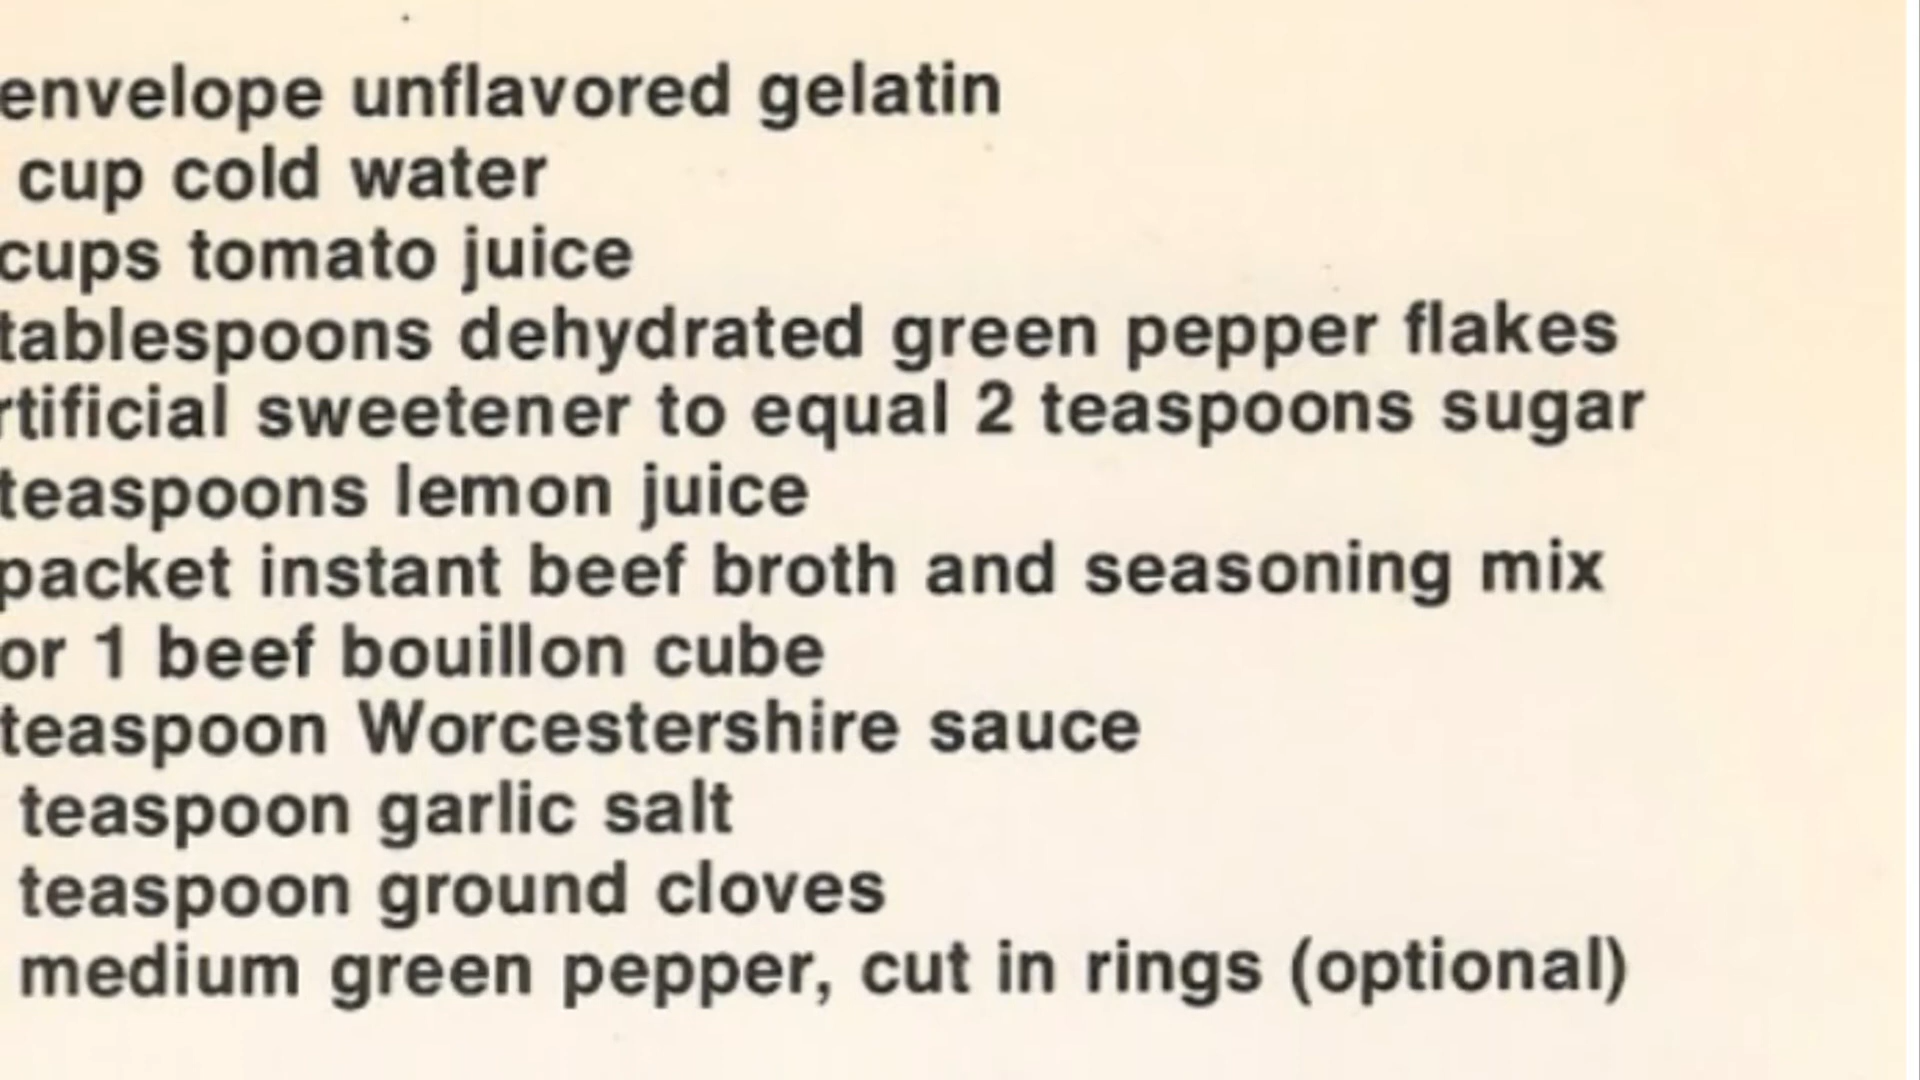 envelope unflavored gelatin
cup cold water
cups tomato juice
tablespoons dehydrated green pepper flakes
rtificial sweetener to equal 2 teaspoons sugar
teaspoons lemon juice
packet instant beef broth and seasoning mix
or 1 beef bouillon cube
teaspoon Worcestershire sauce
teaspoon garlic salt
teaspoon ground cloves
medium green pepper, cut in rings (optional)